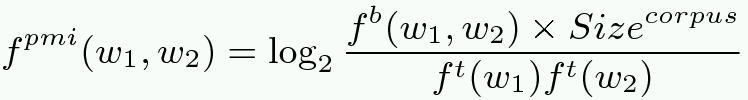 f^{pmi}(w_1, w_2) = \log_2 \frac{f^b(w_1, w_2) \times Size^{corpus}}{f^t(w_1) f^t(w_2)}